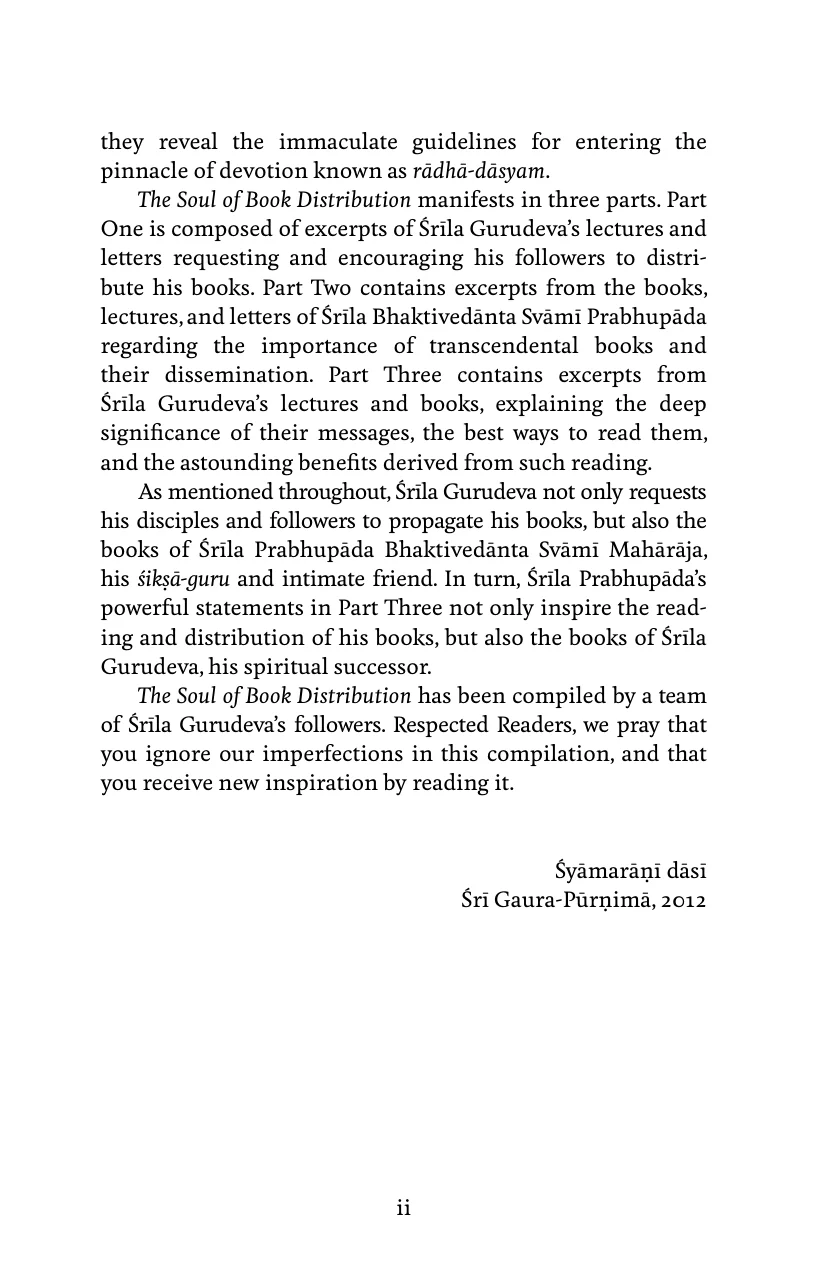 they reveal the immaculate guidelines for entering the
pinnacle of devotion known as rādhā-dāsyam.
The Soul of Book Distribution manifests in three parts. Part
One is composed of excerpts of Śrīla Gurudeva’s lectures and
letters requesting and encouraging his followers to distri-
bute his books. Part Two contains excerpts from the books,
lectures, and letters of Śrīla Bhaktivedānta Svāmī Prabhupāda
regarding the importance of transcendental books and
their dissemination. Part Three contains excerpts from
Śrīla Gurudeva’s lectures and books, explaining the deep
significance of their messages, the best ways to read them,
and the astounding benefits derived from such reading.
As mentioned throughout, Śrīla Gurudeva not only requests
his disciples and followers to propagate his books, but also the
books of Śrīla Prabhupāda Bhaktivedānta Svāmī Mahārāja,
his śikṣā-guru and intimate friend. In turn, Śrīla Prabhupāda’s
powerful statements in Part Three not only inspire the read-
ing and distribution of his books, but also the books of Śrīla
Gurudeva, his spiritual successor.
The Soul of Book Distribution has been compiled by a team
of Śrīla Gurudeva’s followers. Respected Readers, we pray that
you ignore our imperfections in this compilation, and that
you receive new inspiration by reading it.
Śyāmarāṇī dāsī
Śrī Gaura-Pūrṇimā, 2012
ii